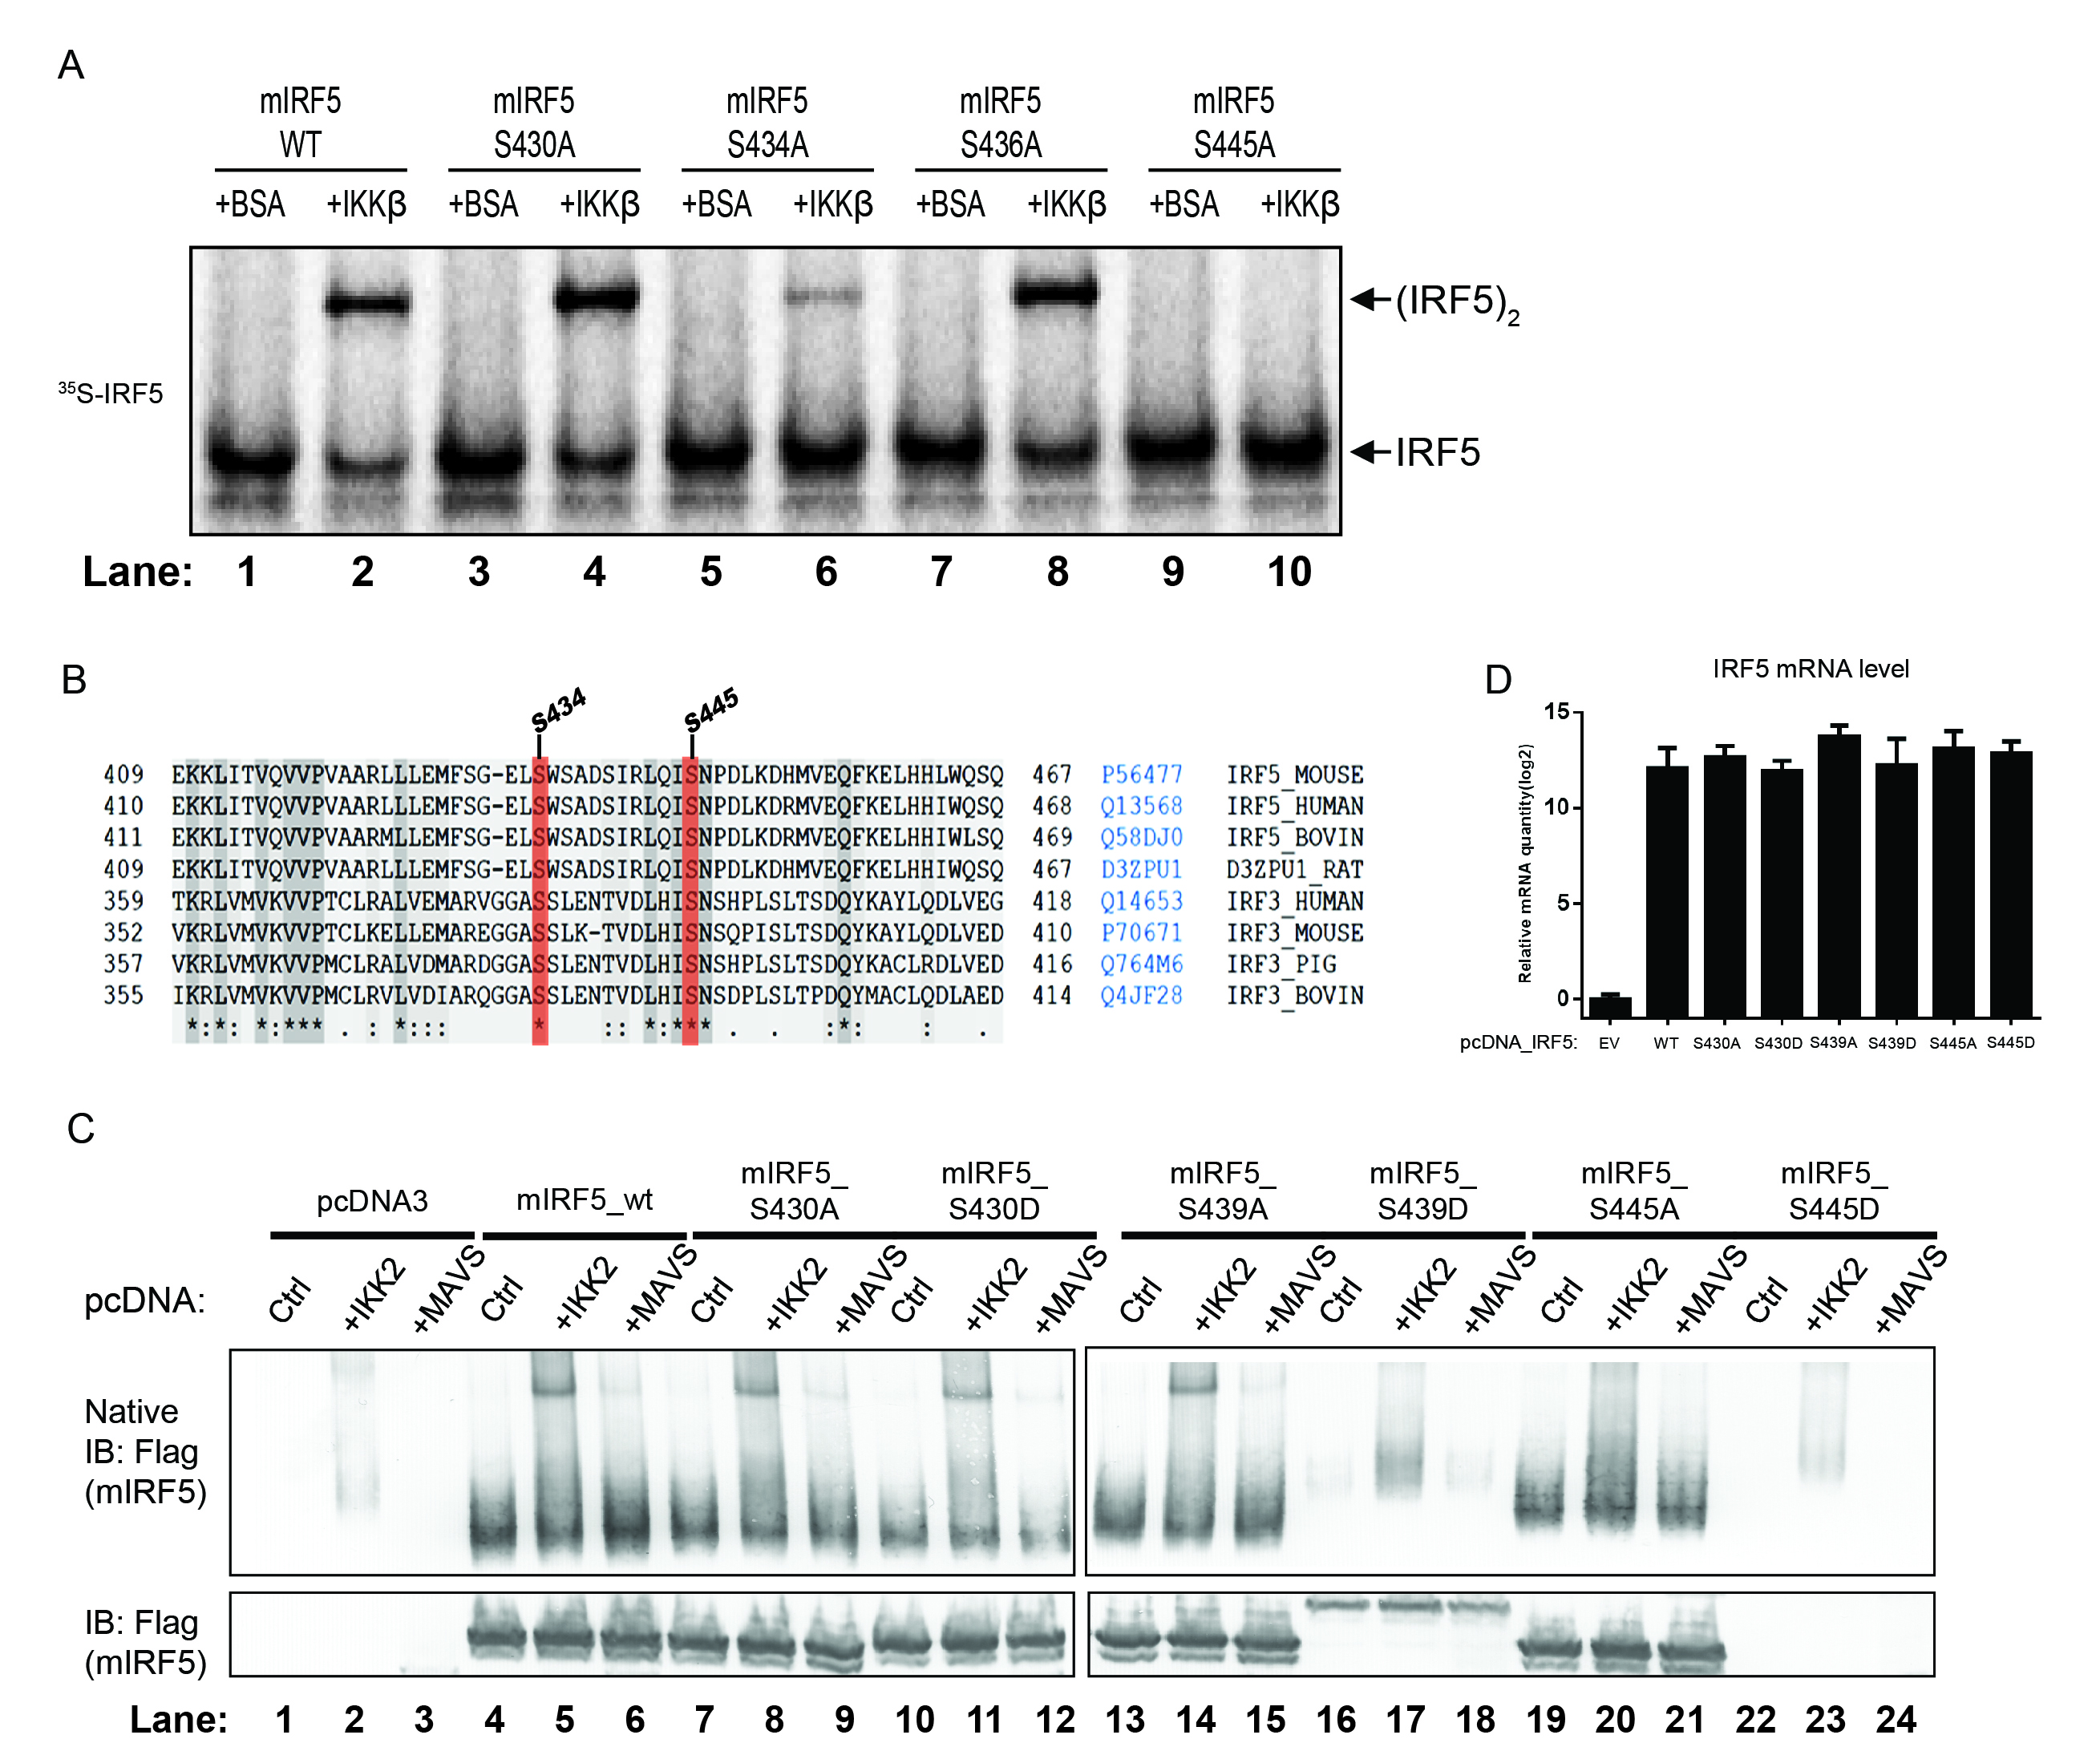 A
mIRF5 WT
mIRF5 S430A
mIRF5 S434A
mIRF5 S436A
mIRF5 S445A
+BSA +IKKβ +BSA +IKKβ +BSA +IKKβ +BSA +IKKβ +BSA +IKKβ
(IRF5)2
35S-IRF5
IRF5
Lane: 1 2 3 4 5 6 7 8 9 10
B
S434 S445
409 EKKLITVQVVPVAARLLLEMFSG-ELSWSADSIRLQISNPDLKDHMVEQFKELHHLWQSQ 467 P56477 IRF5_MOUSE
410 EKKLITVQVVPVAARLLLEMFSG-ELSWSADSIRLQISNPDLKDRMVEQFKELHHIWQSQ 468 Q13568 IRF5_HUMAN
411 EKKLITVQVVPVAARMLLEMFSG-ELSWSADSIRLQISNPDLKDRMVEQFKELHHIWLSQ 469 Q58DJ0 IRF5_BOVIN
409 EKKLITVQVVPVAARLLLEMFSG-ELSWSADSIRLQISNPDLKDHMVEQFKELHHLWQSQ 467 D3ZPU1 D3ZPU1_RAT
359 TKRLVMVKVVPTCLRALVEMARVGGASSLENTVDLHISNSHPLSLTSDQYKAYLQDLVEG 418 Q14653 IRF3_HUMAN
352 VKRLVMVKVVPTCLKELLEMAREGGASSLK-TVDLHISNSQPISLTSDQYKAYLQDLVED 410 P70671 IRF3_MOUSE
357 VKRLVMVKVVPMCLRALVDMARDGGASSLENTVDLHISNSHPLSLTSDQYKACLRDLVED 416 Q764M6 IRF3_PIG
355 IKRLVMVKVVPMCLRVLVDIARQGGASSLENTVDLHISNSDPLSLTPDQYMACLQDLAED 414 Q4JF28 IRF3_BOVIN
*:*: *:*** . : *::: * :: *:*** . . :*: : .
D
IRF5 mRNA level
Relative mRNA quantity(log2)
15
10
5
0
pcDNA_IRF5: EV WT S430A S430D S439A S439D S445A S445D
C
pcDNA3
mIRF5_wt
mIRF5_ S430A
mIRF5_ S430D
mIRF5_ S439A
mIRF5_ S439D
mIRF5_ S445A
mIRF5_ S445D
pcDNA: Ctrl +IKK2 +MAVS Ctrl +IKK2 +MAVS Ctrl +IKK2 +MAVS Ctrl +IKK2 +MAVS Ctrl +IKK2 +MAVS Ctrl +IKK2 +MAVS Ctrl +IKK2 +MAVS Ctrl +IKK2 +MAVS
Native
IB: Flag
(mIRF5)
IB: Flag
(mIRF5)
Lane: 1 2 3 4 5 6 7 8 9 10 11 12 13 14 15 16 17 18 19 20 21 22 23 24